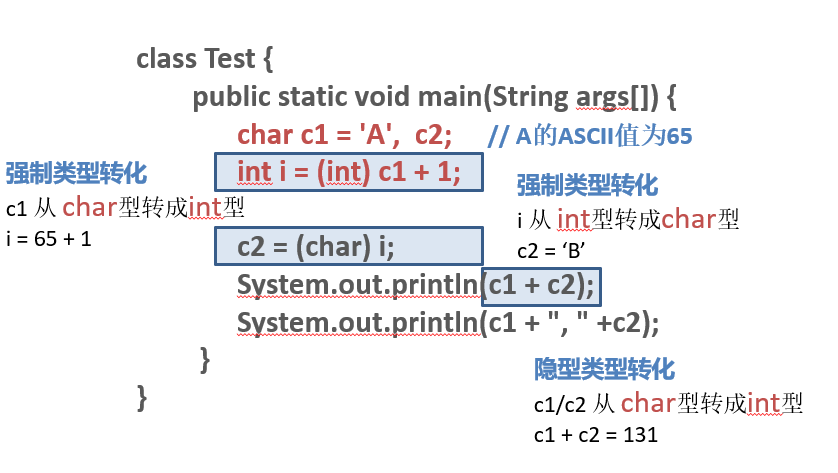 class Test {
public static void main(String args[]) {
char c1 = 'A', c2; // A的ASCII值为65
int i = (int) c1 + 1;
强制类型转化
c1 从 char型转成int型
i = 65 + 1
强制类型转化
i 从 int型转成char型
c2 = ‘B’
c2 = (char) i;
System.out.println(c1 + c2);
System.out.println(c1 + ", " +c2);
}
}
隐型类型转化
c1/c2 从 char型转成int型
c1 + c2 = 131